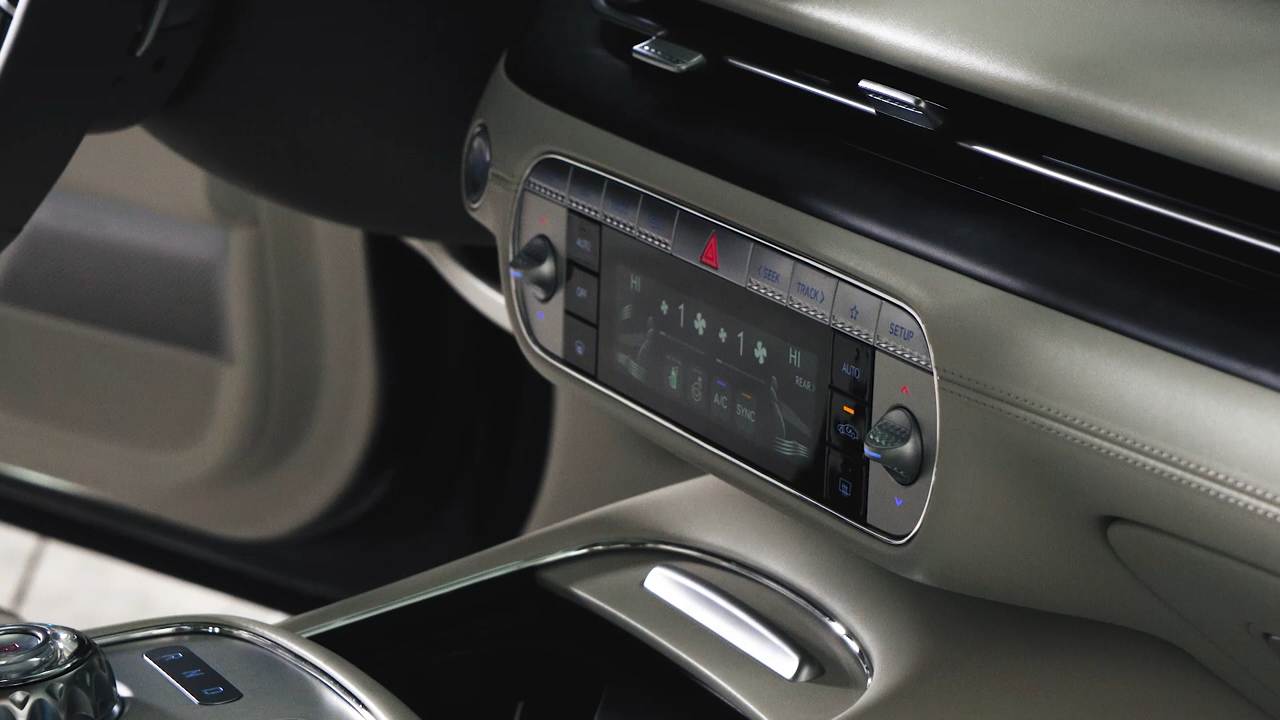 < SEEK
TRACK >
SETUP
AUTO
OFF
HI
1
1
HI
REAR >
A/C
SYNC
AUTO
R
N
D